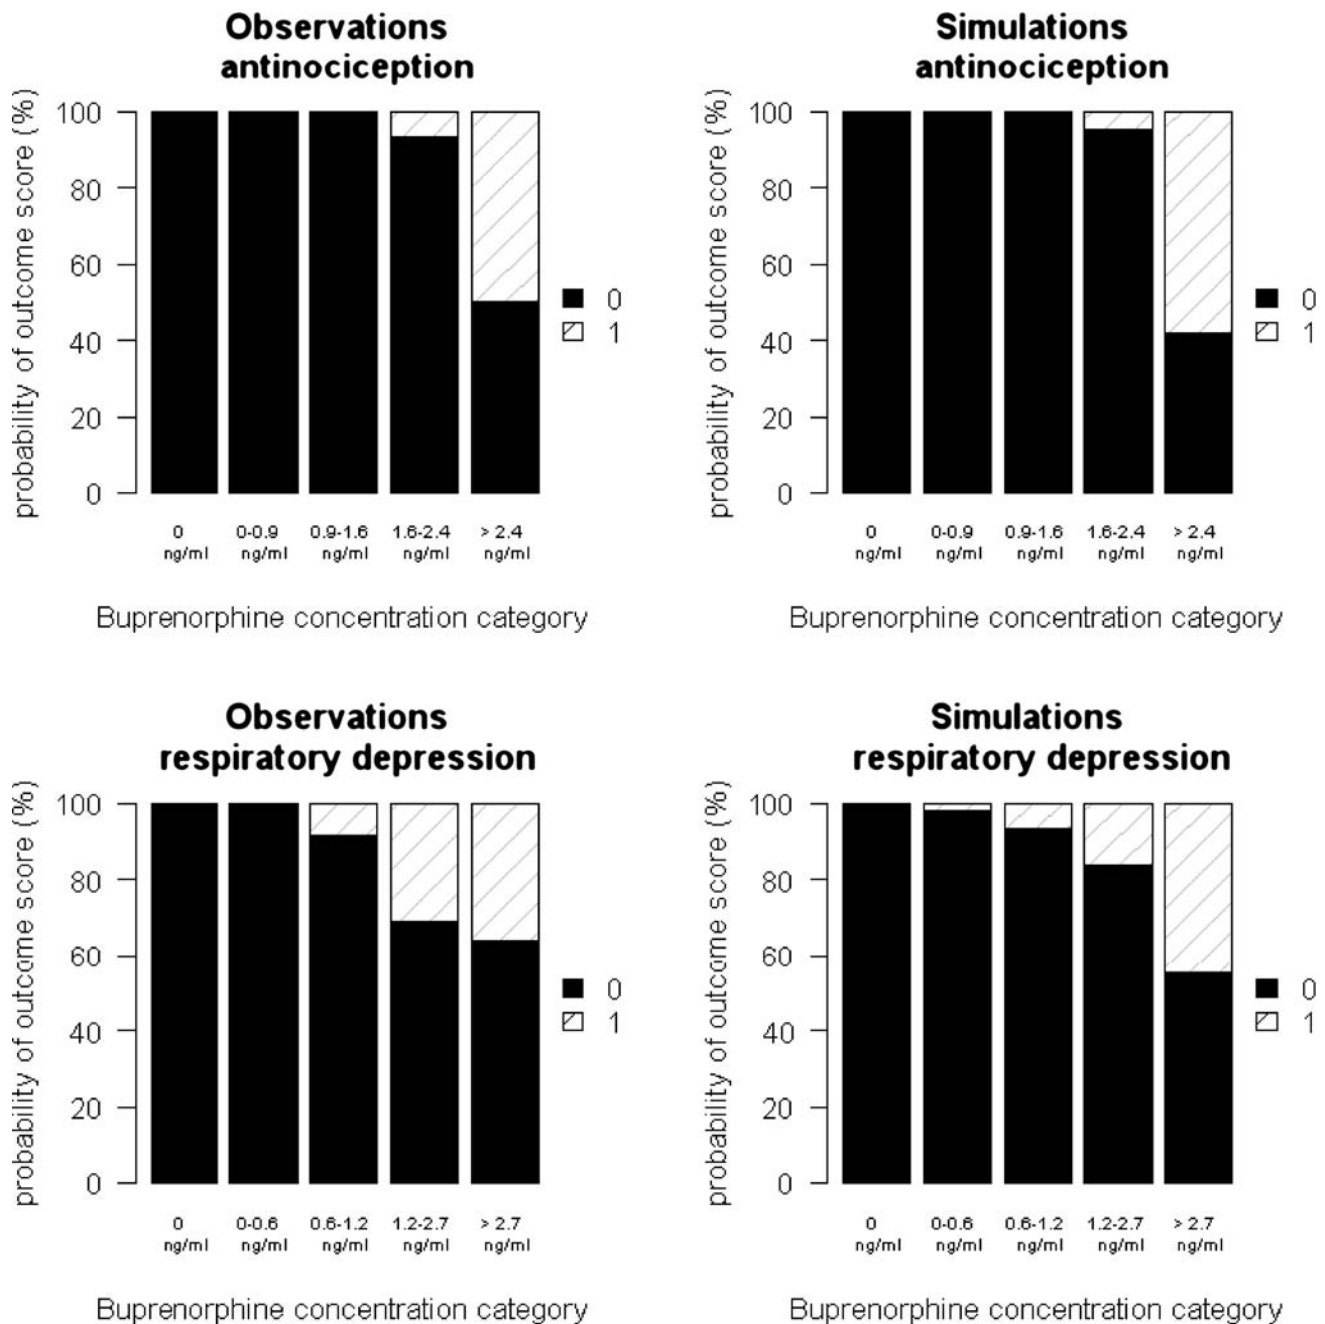 Observations
antinociception
probability of outcome score (%)
100
80
60
40
20
0
0
ng/ml
0-0.9
ng/ml
0.9-1.6
ng/ml
1.6-2.4
ng/ml
> 2.4
ng/ml
Buprenorphine concentration category
0
1
Simulations
antinociception
probability of outcome score (%)
100
80
60
40
20
0
0
ng/ml
0-0.9
ng/ml
0.9-1.6
ng/ml
1.6-2.4
ng/ml
> 2.4
ng/ml
Buprenorphine concentration category
0
1
Observations
respiratory depression
probability of outcome score (%)
100
80
60
40
20
0
0
ng/ml
0-0.6
ng/ml
0.6-1.2
ng/ml
1.2-2.7
ng/ml
> 2.7
ng/ml
Buprenorphine concentration category
0
1
Simulations
respiratory depression
probability of outcome score (%)
100
80
60
40
20
0
0
ng/ml
0-0.6
ng/ml
0.6-1.2
ng/ml
1.2-2.7
ng/ml
> 2.7
ng/ml
Buprenorphine concentration category
0
1